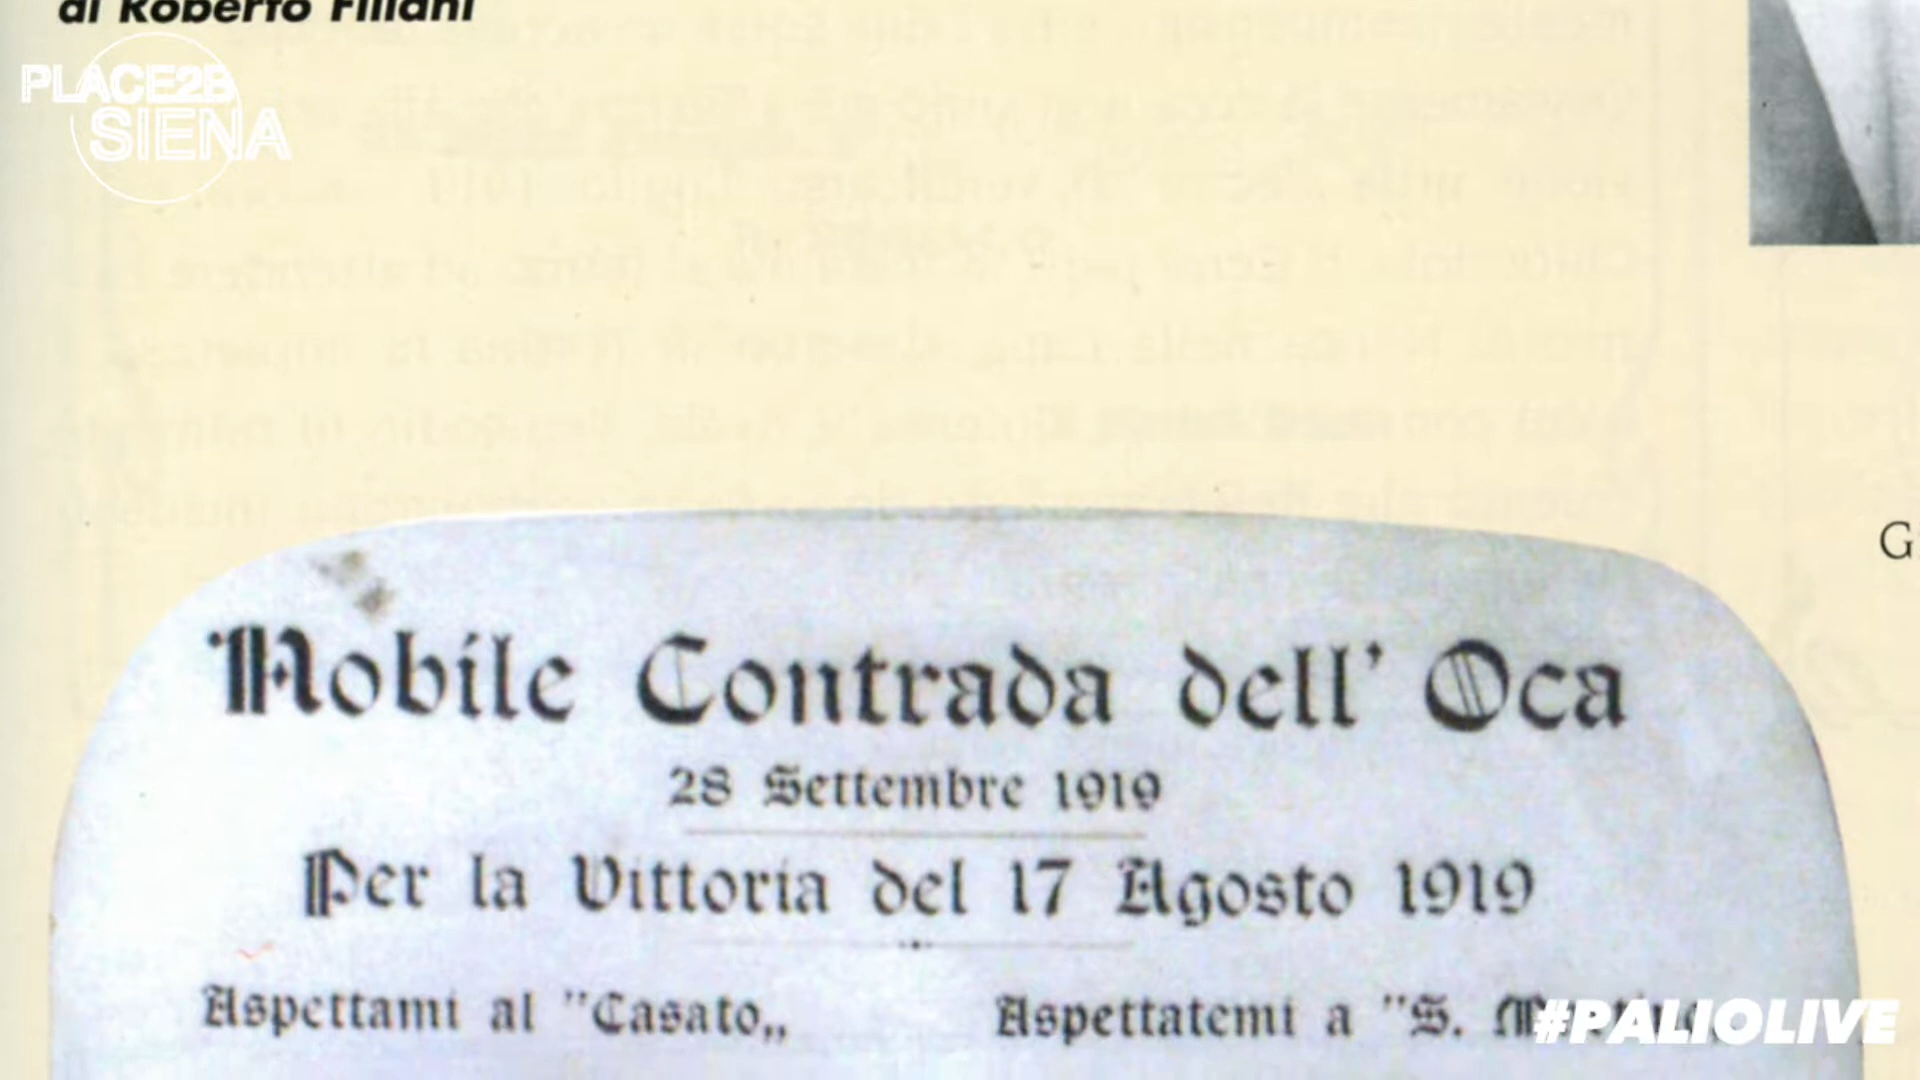 di Roberto Filiani
PLACE2B
SIENA
G
Nobile Contrada dell' Oca
28 Settembre 1919
Per la Vittoria del 17 Agosto 1919
Aspettami al "Casato„
Aspettatemi a "S.
#PALIOLIVE